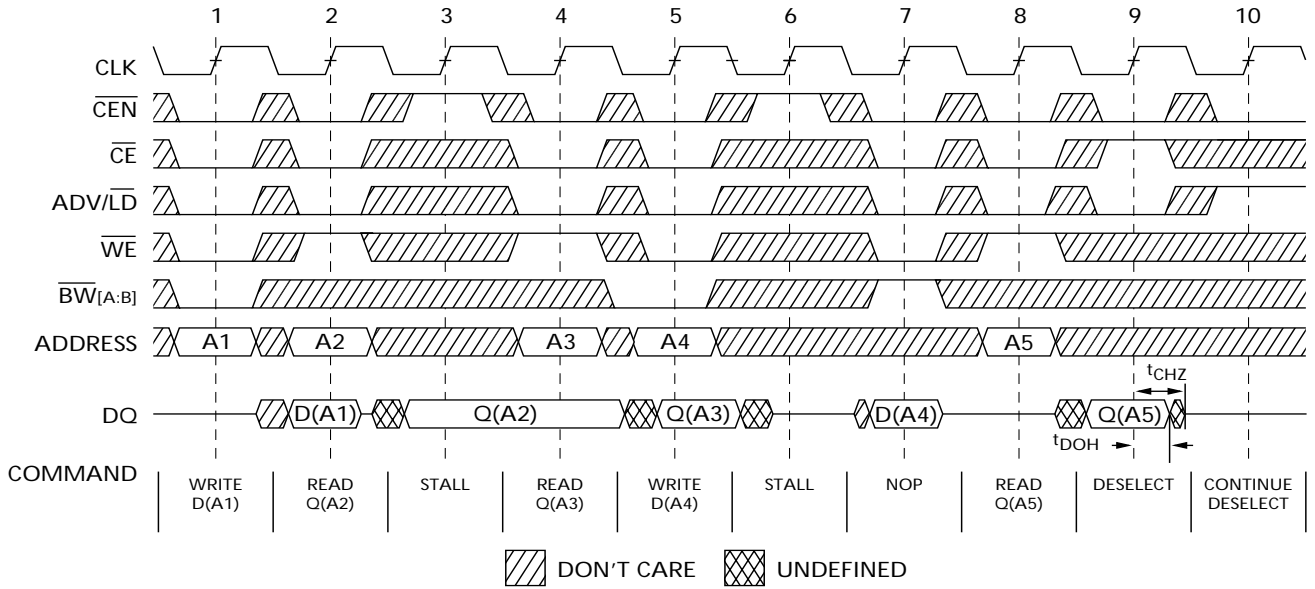 1 2 3 4 5 6 7 8 9 10
CLK
CEN
CE
ADV/LD
WE
BW[A:B]
ADDRESS A1 A2 A3 A4 A5
tCHZ
DQ D(A1) Q(A2) Q(A3) D(A4) Q(A5)
tDOH
COMMAND
WRITE READ STALL READ WRITE STALL NOP READ DESELECT CONTINUE
D(A1) Q(A2) Q(A3) D(A4) Q(A5) DESELECT
DON'T CARE UNDEFINED